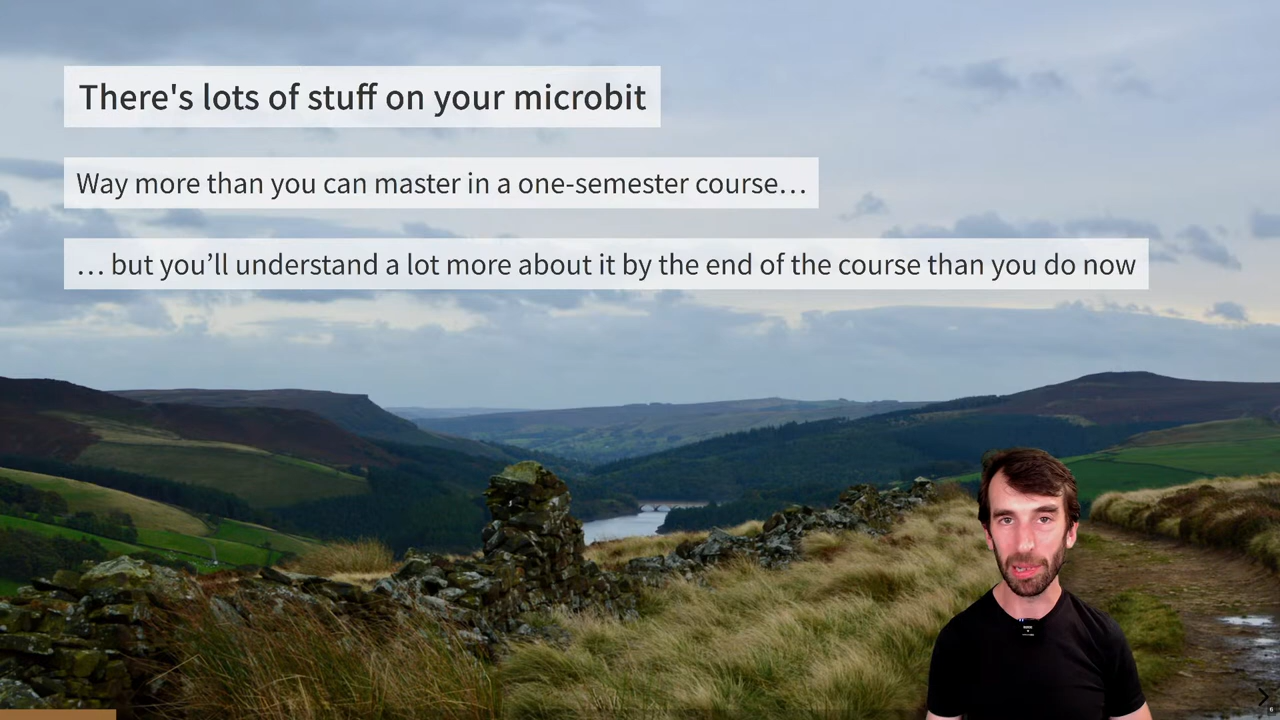 There's lots of stuff on your microbit
Way more than you can master in a one-semester course…
… but you’ll understand a lot more about it by the end of the course than you do now
6